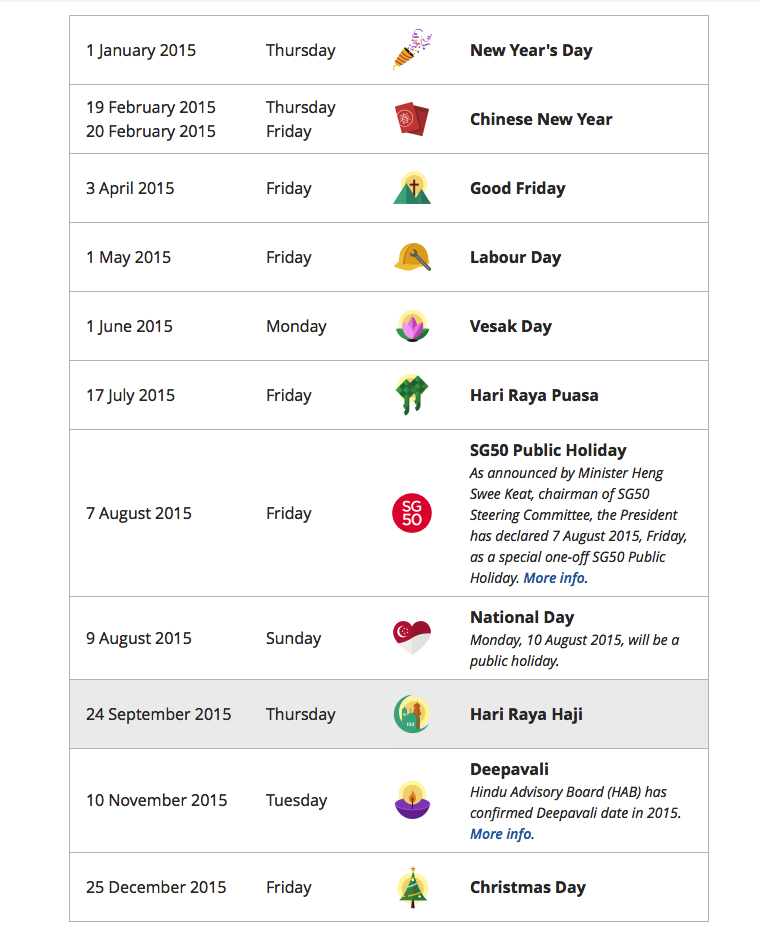 1 January 2015 Thursday New Year's Day
19 February 2015 Thursday
20 February 2015 Friday
春
Chinese New Year
3 April 2015 Friday Good Friday
1 May 2015 Friday Labour Day
1 June 2015 Monday Vesak Day
17 July 2015 Friday Hari Raya Puasa
7 August 2015 Friday
SG
50
SG50 Public Holiday
As announced by Minister Heng
Swee Keat, chairman of SG50
Steering Committee, the President
has declared 7 August 2015, Friday,
as a special one-off SG50 Public
Holiday. More info.
9 August 2015 Sunday
National Day
Monday, 10 August 2015, will be a
public holiday.
24 September 2015 Thursday Hari Raya Haji
10 November 2015 Tuesday
Deepavali
Hindu Advisory Board (HAB) has
confirmed Deepavali date in 2015.
More info.
25 December 2015 Friday Christmas Day